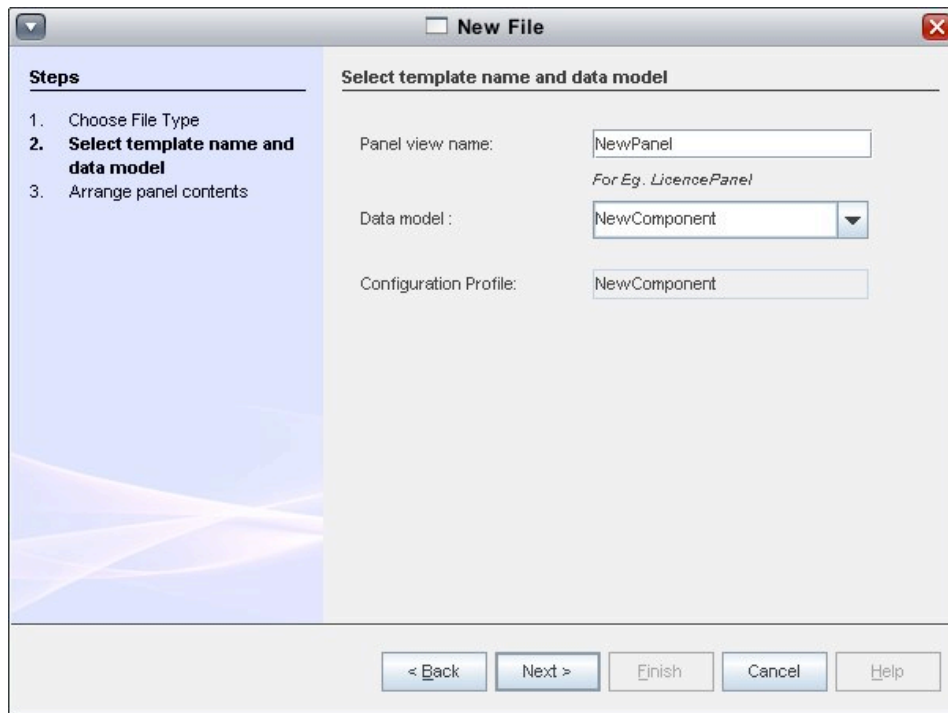 New File
Steps
1. Choose File Type
2. Select template name and
data model
3. Arrange panel contents
Select template name and data model
Panel view name: NewPanel
For Eg. LicencePanel
Data model : NewComponent
Configuration Profile: NewComponent
< Back Next > Finish Cancel Help